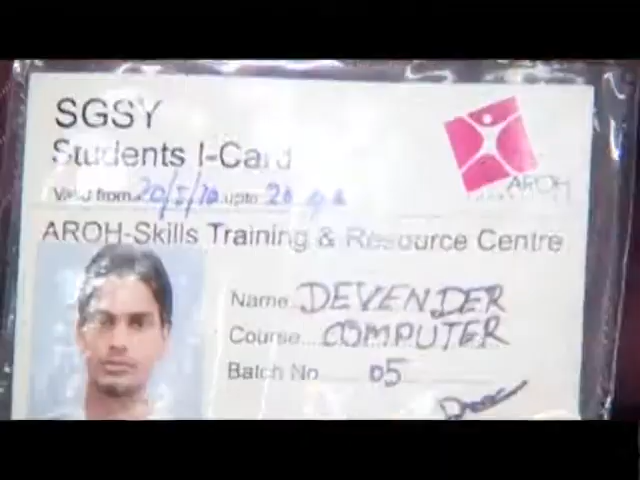 SGSY
Students I-Card
AROH
Valid from 20/5/10 upto 20
AROH-Skills Training & Resource Centre
Name DEVENDER
Course COMPUTER
Batch No 05